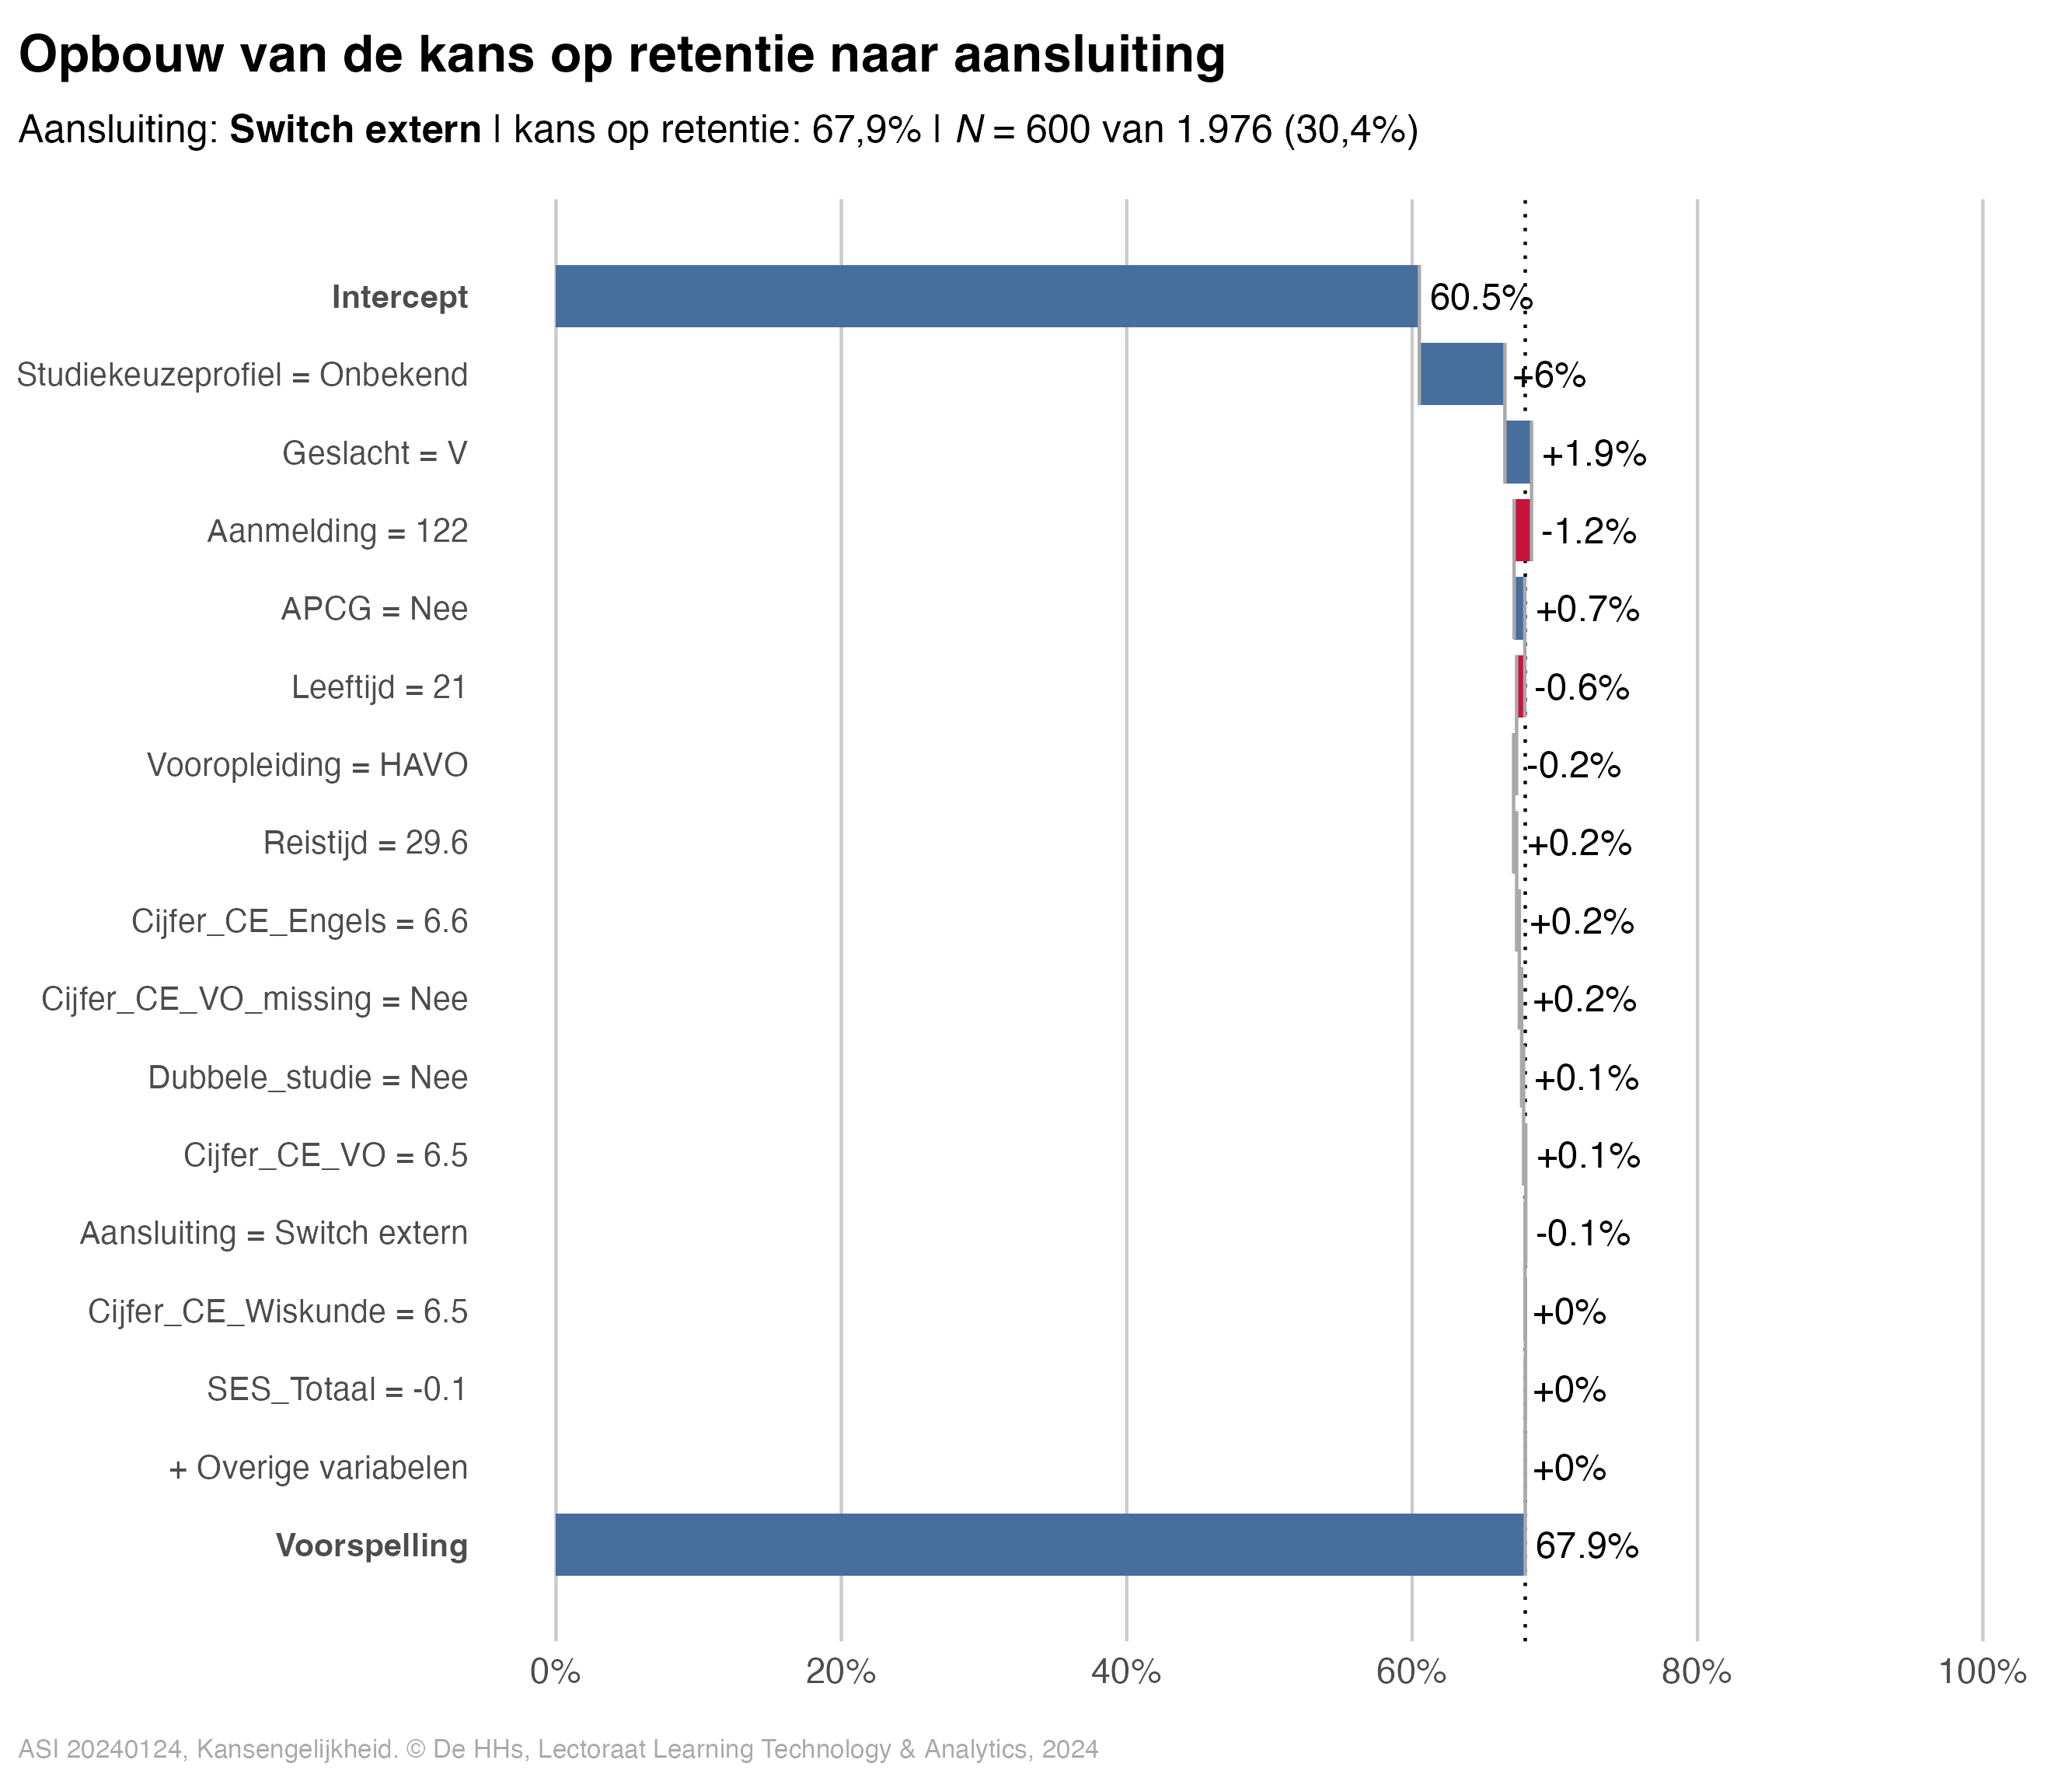 Opbouw van de kans op retentie naar aansluiting
Aansluiting: Switch extern | kans op retentie: 67,9% | N = 600 van 1.976 (30,4%)
Intercept 60.5%
Studiekeuzeprofiel = Onbekend +6%
Geslacht = V +1.9%
Aanmelding = 122 -1.2%
APCG = Nee +0.7%
Leeftijd = 21 -0.6%
Vooropleiding = HAVO -0.2%
Reistijd = 29.6 +0.2%
Cijfer_CE_Engels = 6.6 +0.2%
Cijfer_CE_VO_missing = Nee +0.2%
Dubbele_studie = Nee +0.1%
Cijfer_CE_VO = 6.5 +0.1%
Aansluiting = Switch extern -0.1%
Cijfer_CE_Wiskunde = 6.5 +0%
SES_Totaal = -0.1 +0%
+ Overige variabelen +0%
Voorspelling 67.9%
0% 20% 40% 60% 80% 100%
ASI 20240124, Kansengelijkheid. © De HHs, Lectoraat Learning Technology & Analytics, 2024